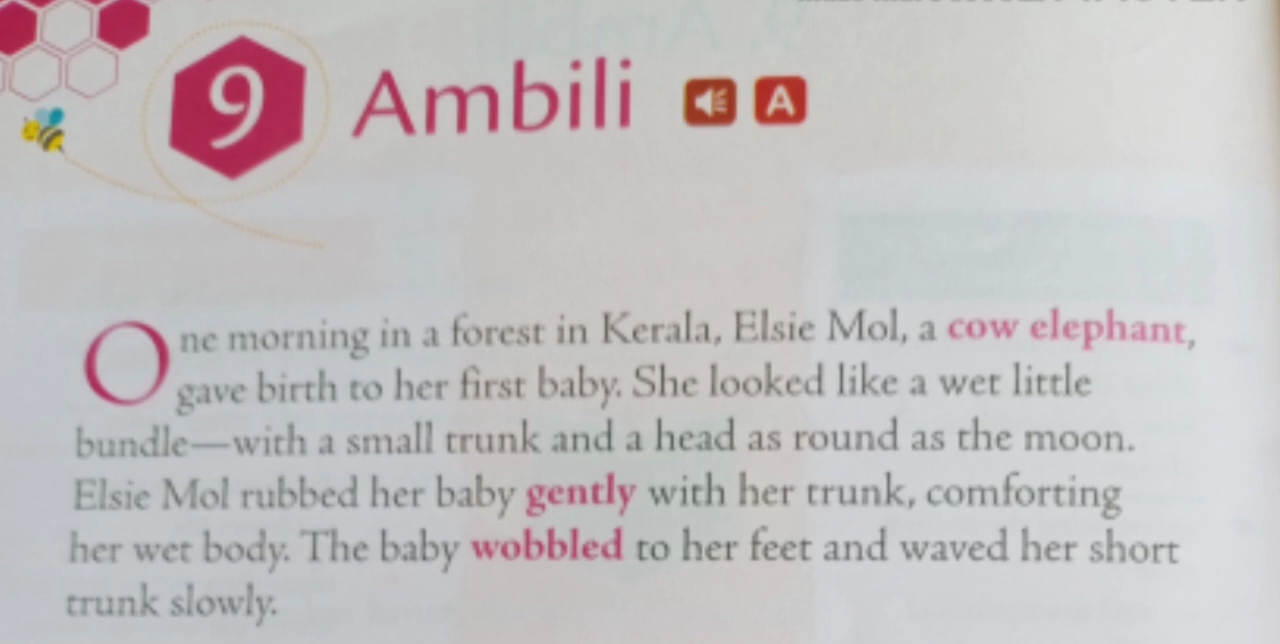 9 Ambili A
One morning in a forest in Kerala, Elsie Mol, a cow elephant,
gave birth to her first baby. She looked like a wet little
bundle—with a small trunk and a head as round as the moon.
Elsie Mol rubbed her baby gently with her trunk, comforting
her wet body. The baby wobbled to her feet and waved her short
trunk slowly.